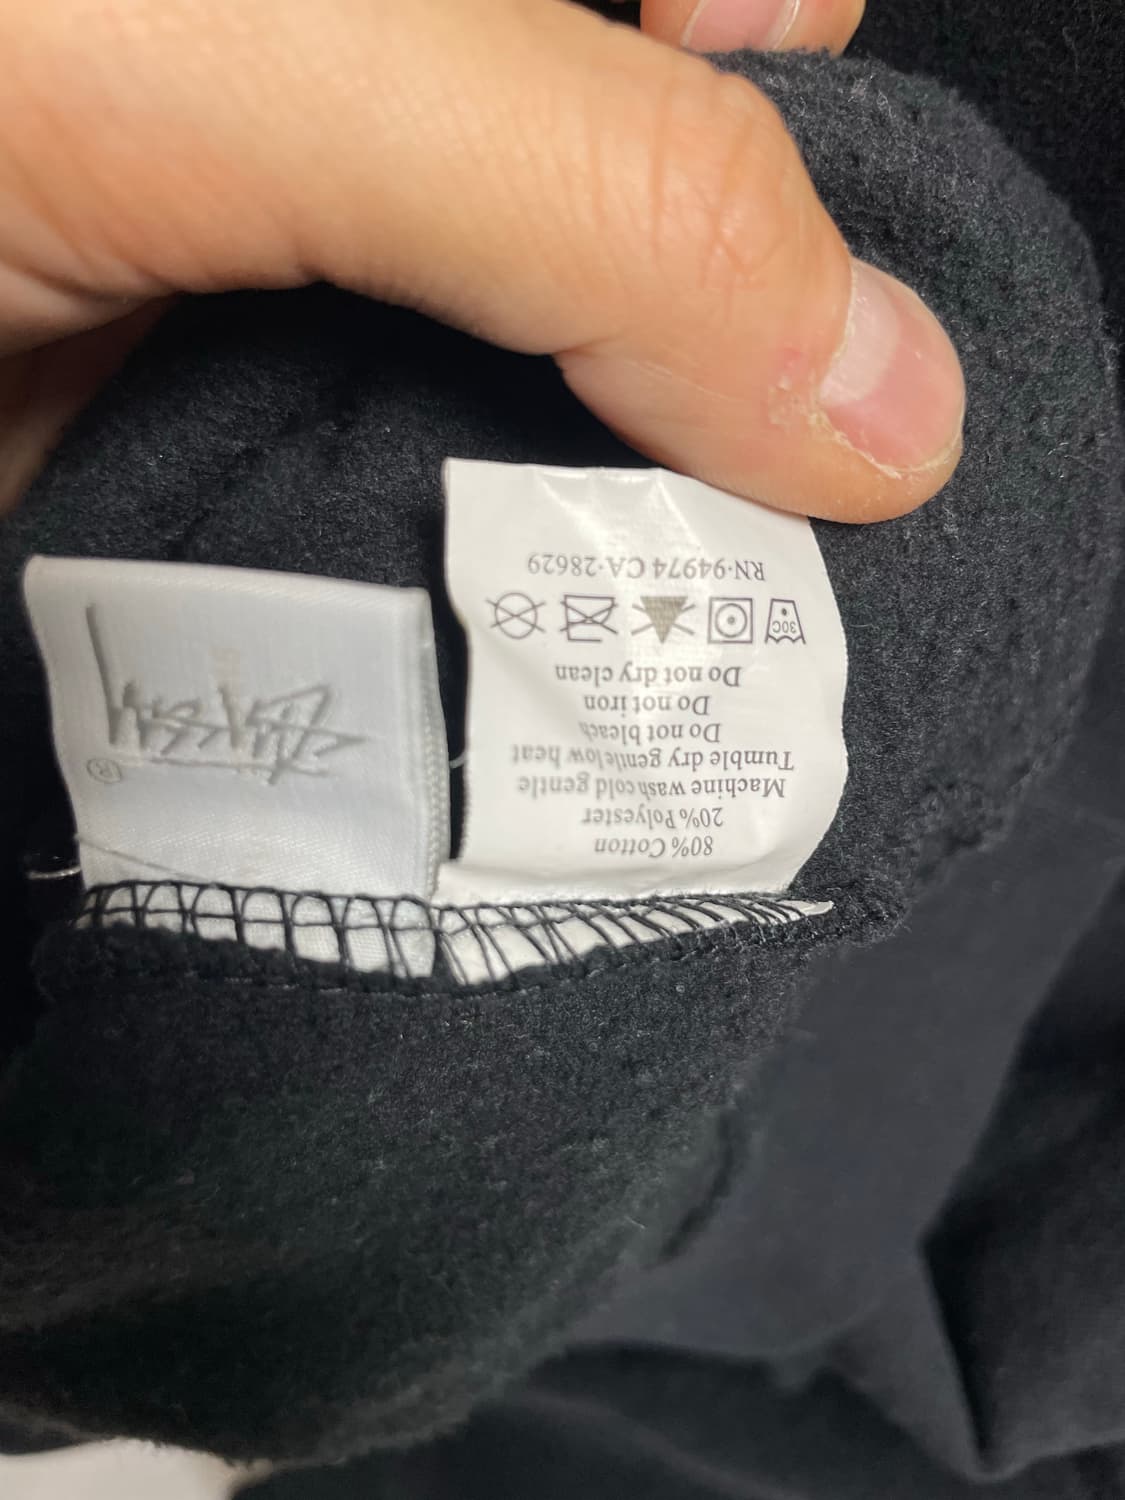 80% Cotton
20% Polyester
Machine wash cold gentle
Tumble dry gentle low heat
Do not bleach
Do not iron
Do not dry clean
30C
RN·94974 CA·28629
Stüssy
®